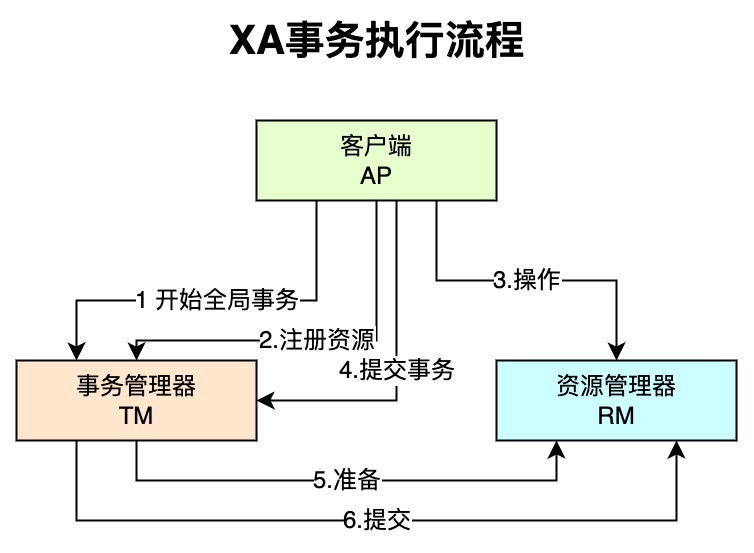 XA事务执行流程
客户端
AP
3.操作
1 开始全局事务
2.注册资源
4.提交事务
事务管理器
TM
资源管理器
RM
5.准备
6.提交